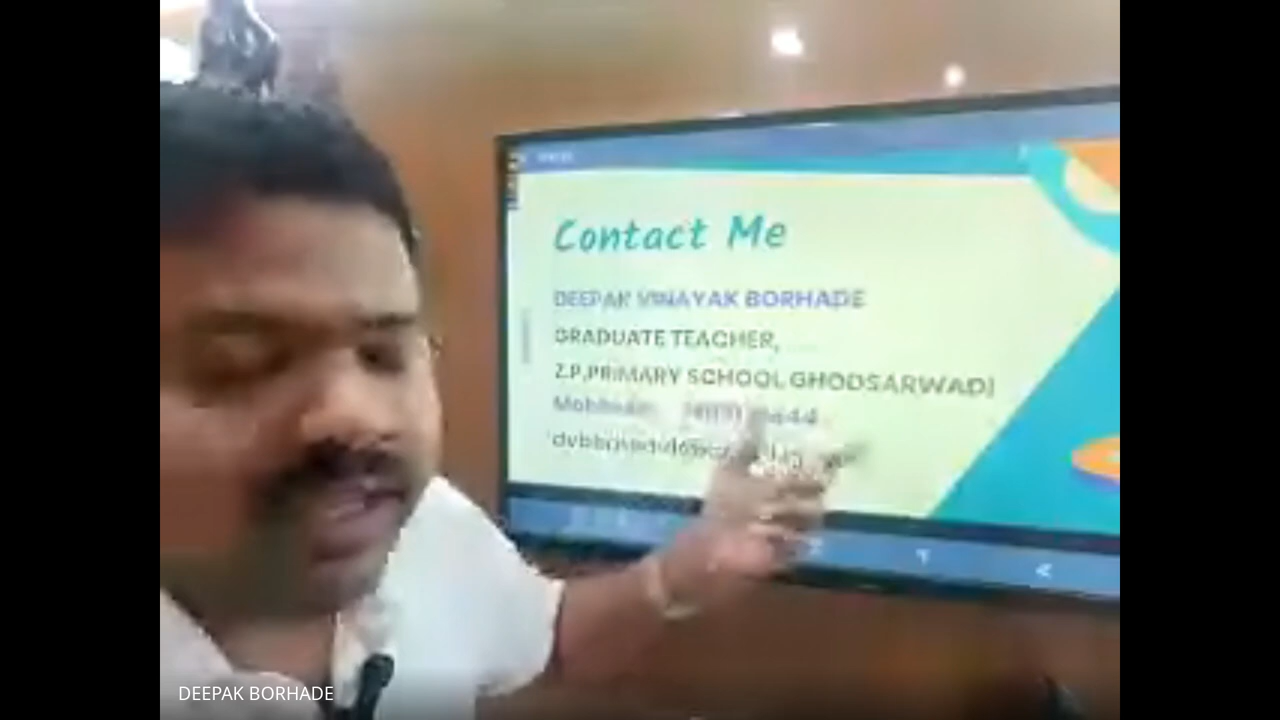 Contact Me
DEEPAK VINAYAK BORHADE
GRADUATE TEACHER,
Z.P.PRIMARY SCHOOL GHODSARWADI
DEEPAK BORHADE